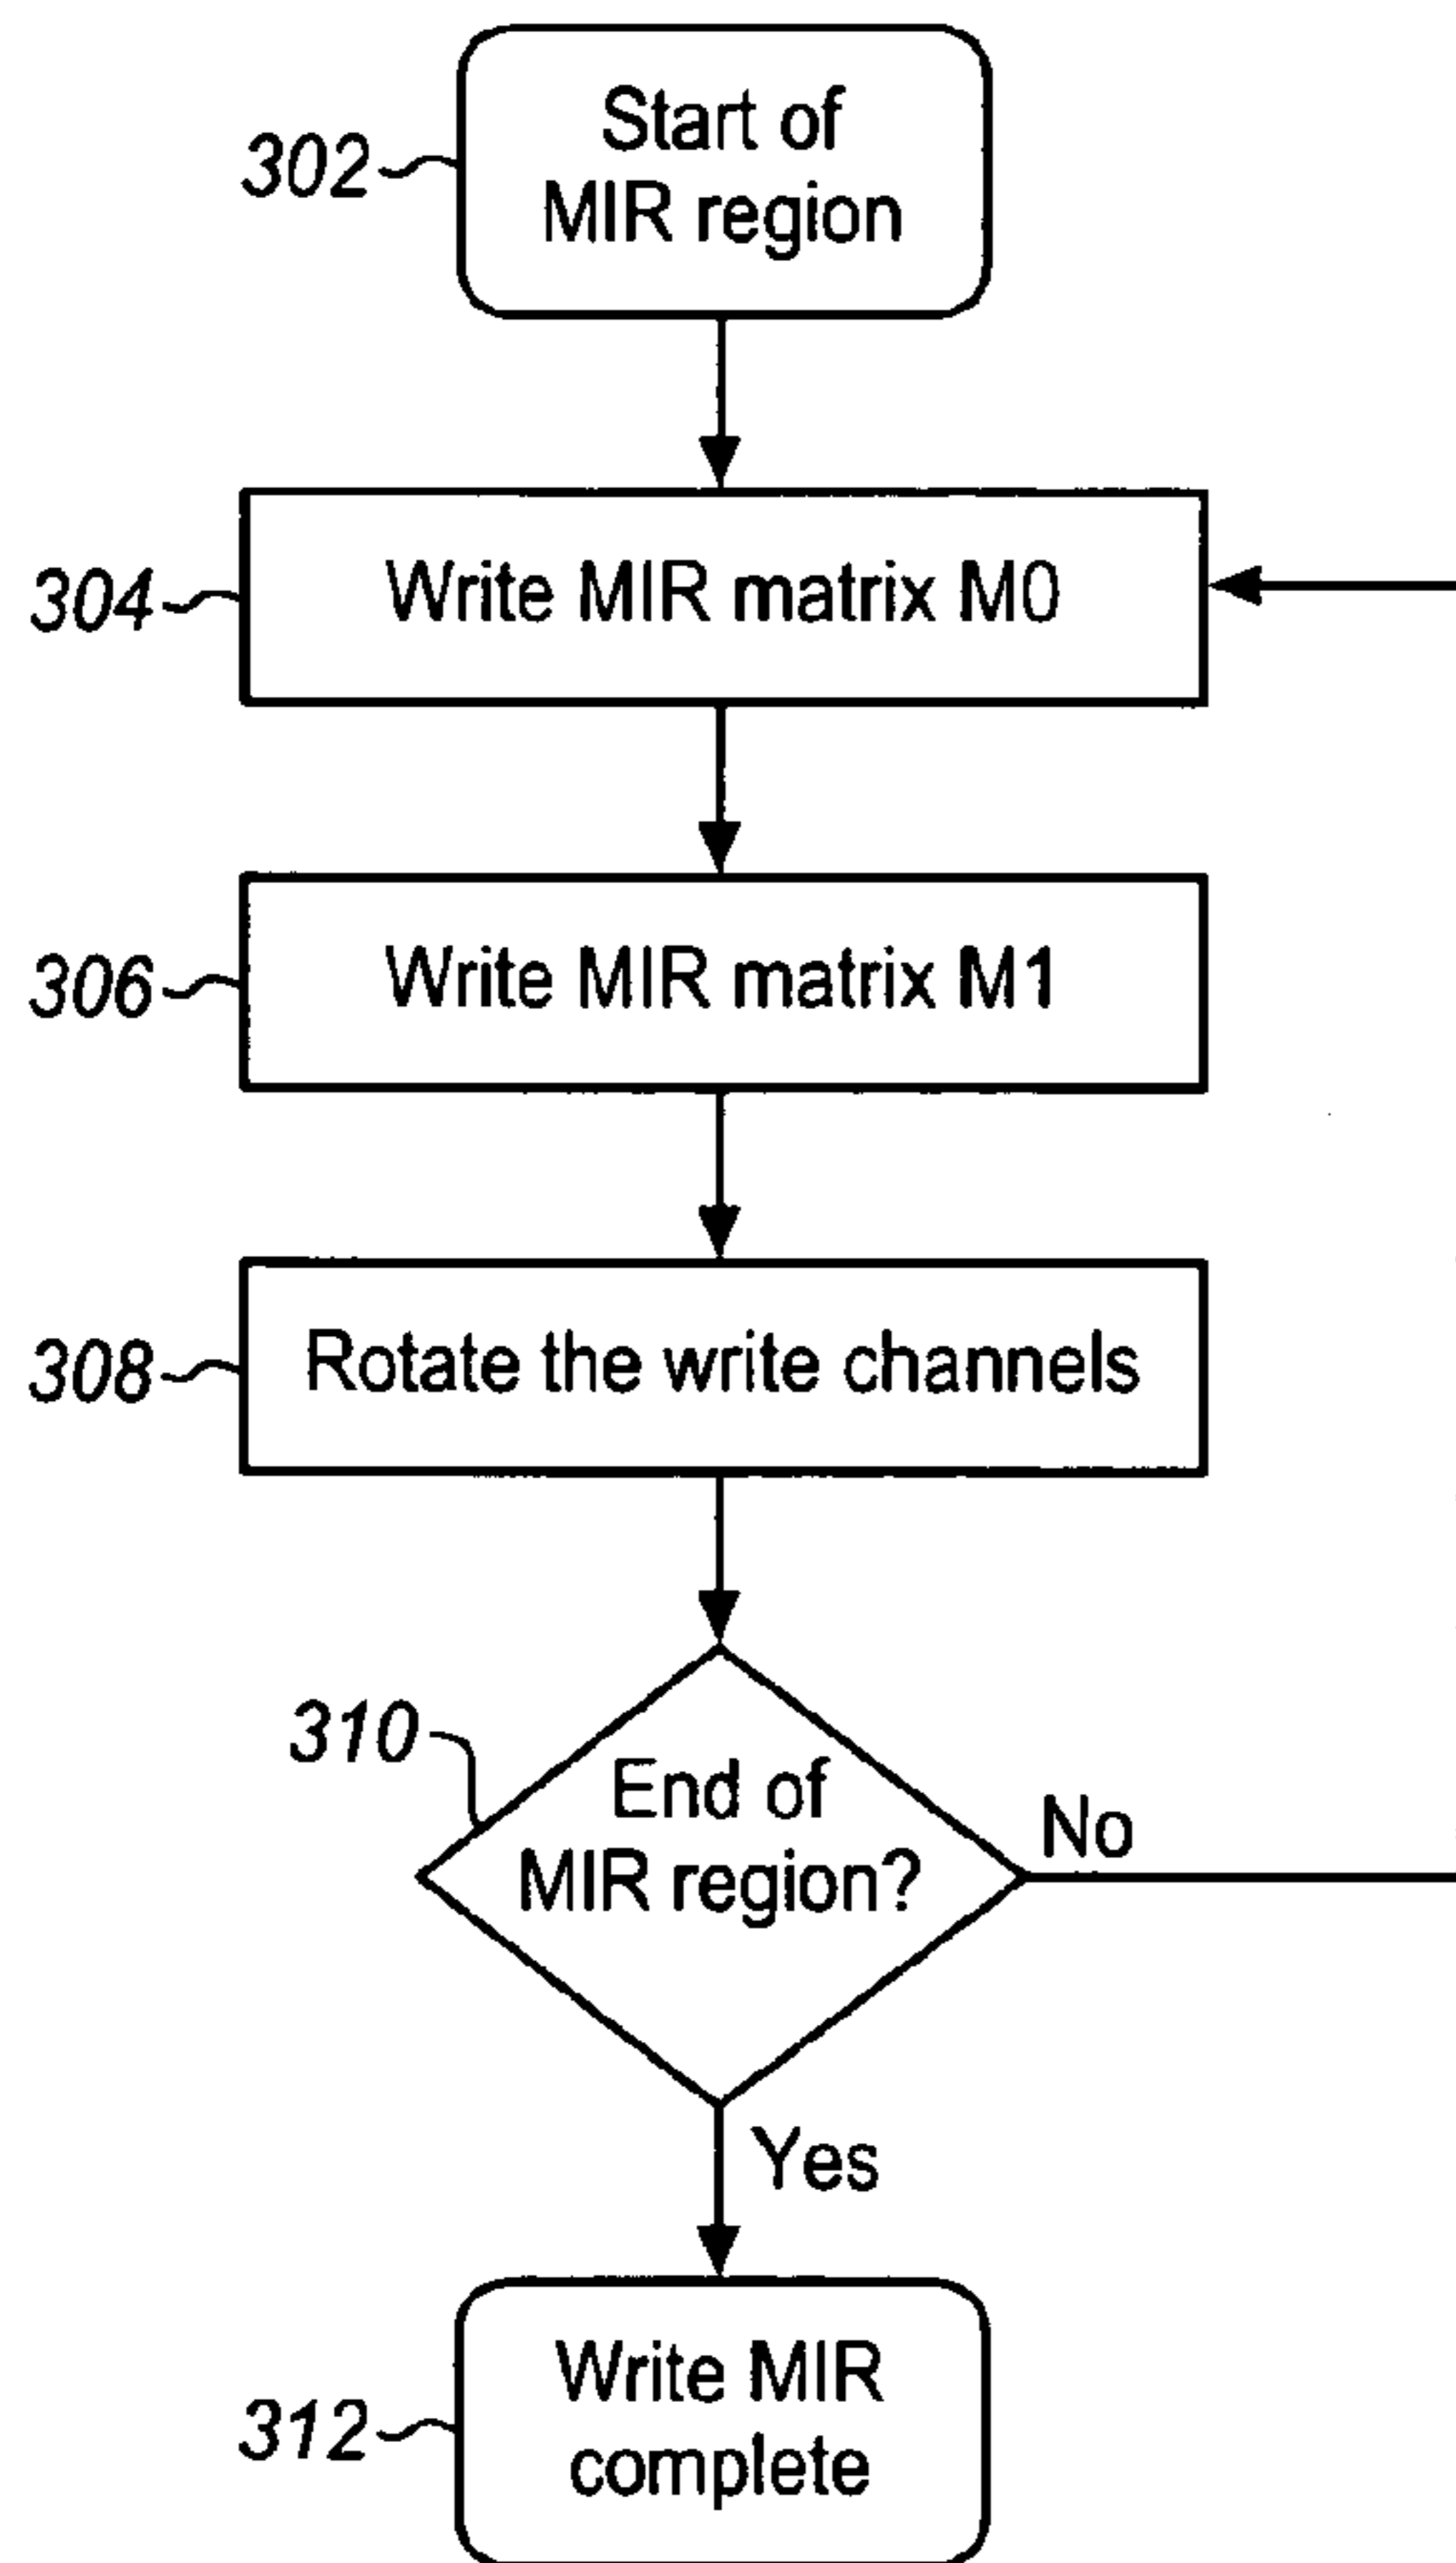 302
Start of
MIR region
304
Write MIR matrix M0
306
Write MIR matrix M1
308
Rotate the write channels
310
End of
MIR region?
No
Yes
312
Write MIR
complete